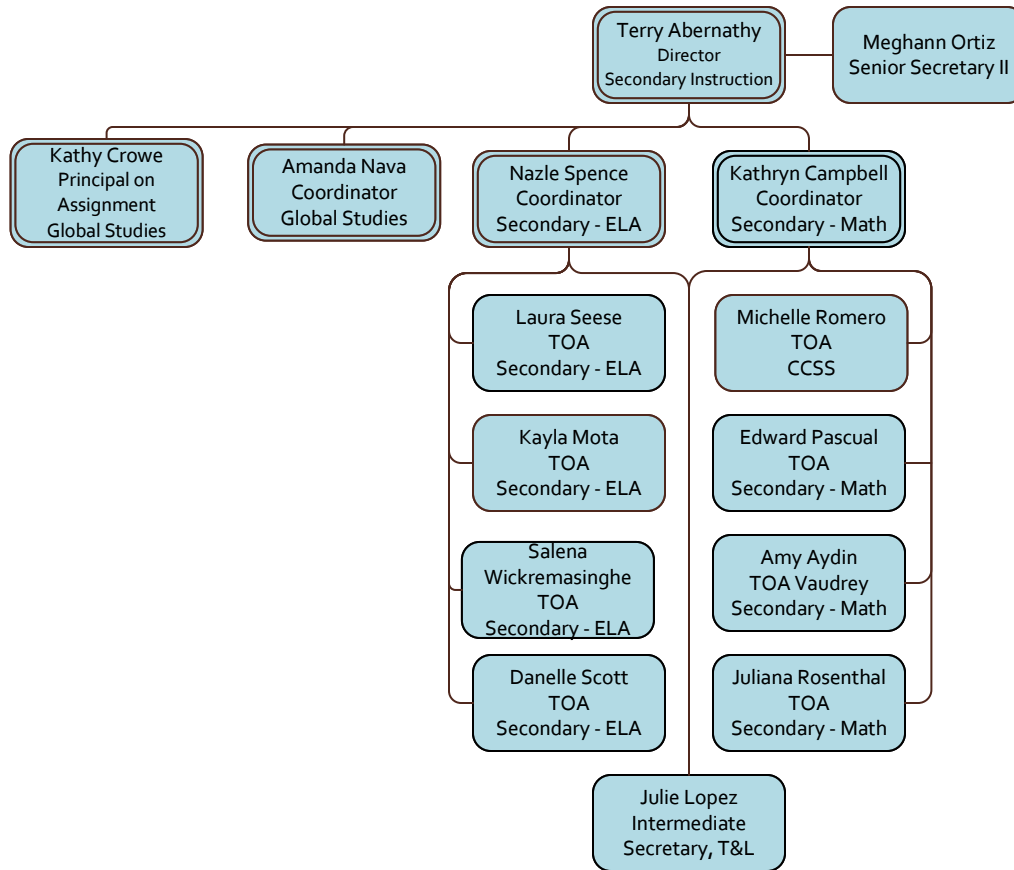 Terry Abernathy
Director
Secondary Instruction
Meghann Ortiz
Senior Secretary II
Kathy Crowe
Principal on
Assignment
Global Studies
Amanda Nava
Coordinator
Global Studies
Nazle Spence
Coordinator
Secondary - ELA
Kathryn Campbell
Coordinator
Secondary - Math
Laura Seese
TOA
Secondary - ELA
Michelle Romero
TOA
CCSS
Kayla Mota
TOA
Secondary - ELA
Edward Pascual
TOA
Secondary - Math
Salena
Wickremasinghe
TOA
Secondary - ELA
Amy Aydin
TOA Vaudrey
Secondary - Math
Danelle Scott
TOA
Secondary - ELA
Juliana Rosenthal
TOA
Secondary - Math
Julie Lopez
Intermediate
Secretary, T&L